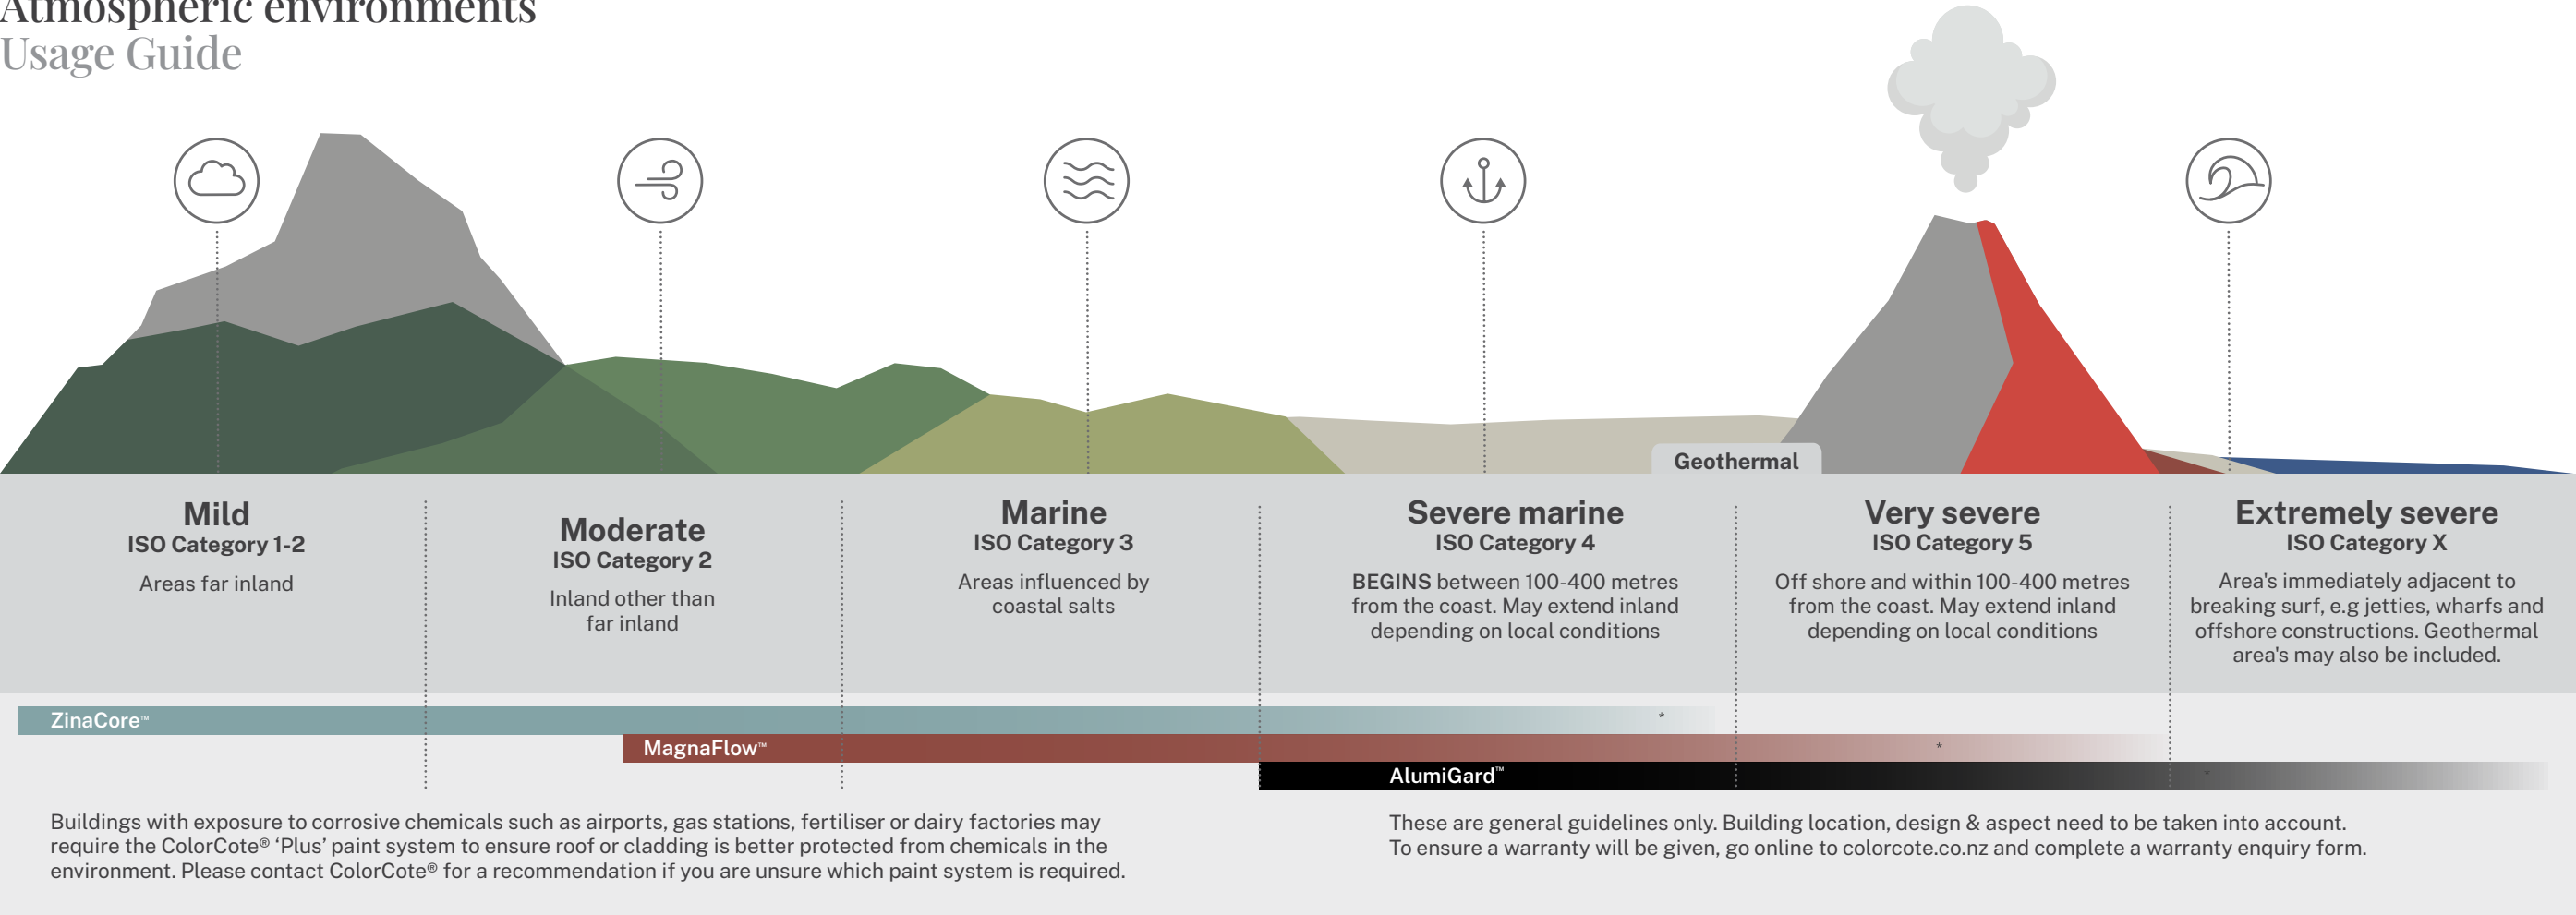 Atmospheric environments
Usage Guide
Geothermal
Mild
ISO Category 1-2
Areas far inland
Moderate
ISO Category 2
Inland other than
far inland
Marine
ISO Category 3
Areas influenced by
coastal salts
Severe marine
ISO Category 4
BEGINS between 100-400 metres
from the coast. May extend inland
depending on local conditions
Very severe
ISO Category 5
Off shore and within 100-400 metres
from the coast. May extend inland
depending on local conditions
Extremely severe
ISO Category X
Area's immediately adjacent to
breaking surf, e.g jetties, wharfs and
offshore constructions. Geothermal
area's may also be included.
ZinaCore™ *
MagnaFlow™ *
AlumiGard™ *
Buildings with exposure to corrosive chemicals such as airports, gas stations, fertiliser or dairy factories may
require the ColorCote® ‘Plus’ paint system to ensure roof or cladding is better protected from chemicals in the
environment. Please contact ColorCote® for a recommendation if you are unsure which paint system is required.
These are general guidelines only. Building location, design & aspect need to be taken into account.
To ensure a warranty will be given, go online to colorcote.co.nz and complete a warranty enquiry form.